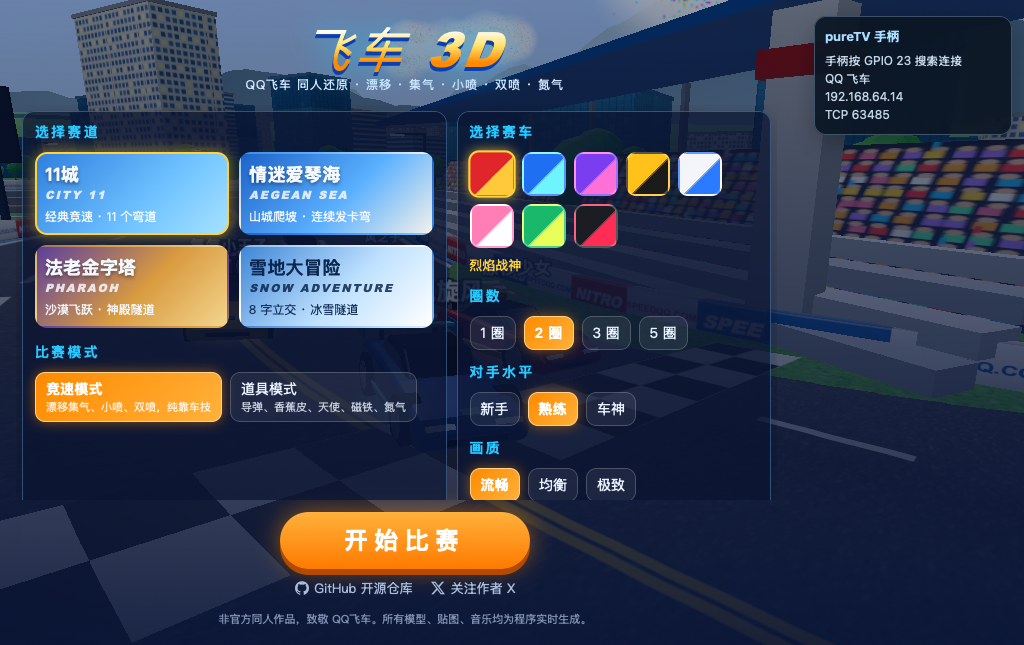 飞车 3D
QQ飞车 同人还原 · 漂移 · 集气 · 小喷 · 双喷 · 氮气
pureTV 手柄
手柄按 GPIO 23 搜索连接
QQ 飞车
192.168.64.14
TCP 63485
选择赛道
11城
CITY 11
经典竞速 · 11 个弯道
情迷爱琴海
AEGEAN SEA
山城爬坡 · 连续发卡弯
法老金字塔
PHARAOH
沙漠飞跃 · 神殿隧道
雪地大冒险
SNOW ADVENTURE
8 字立交 · 冰雪隧道
比赛模式
竞速模式
漂移集气、小喷、双喷，纯靠车技
道具模式
导弹、香蕉皮、天使、磁铁、氮气
选择赛车
烈焰战神
圈数
1 圈
2 圈
3 圈
5 圈
对手水平
新手
熟练
车神
画质
流畅
均衡
极致
NITRO
SPEE
Q.CO
开始比赛
GitHub 开源仓库
关注作者 X
非官方同人作品，致敬 QQ飞车。所有模型、贴图、音乐均为程序实时生成。